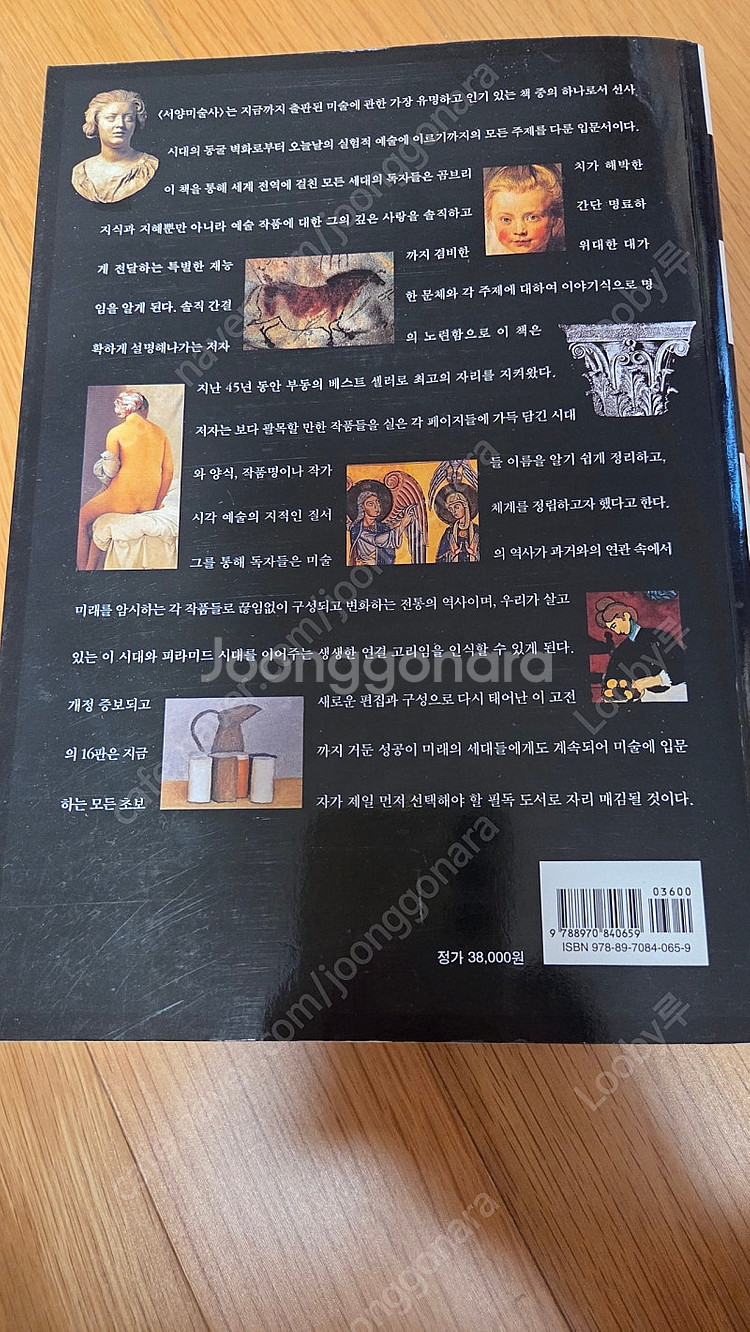 《서양미술사》는 지금까지 출판된 미술에 관한 가장 유명하고 인기 있는 책 중의 하나로서 선사
시대의 동굴 벽화로부터 오늘날의 실험적 예술에 이르기까지의 모든 주제를 다룬 입문서이다.
이 책을 통해 세계 전역에 걸친 모든 세대의 독자들은 곰브리 치가 해박한
지식과 지혜뿐만 아니라 예술 작품에 대한 그의 깊은 사랑을 솔직하고 간단 명료하
게 전달하는 특별한 재능 까지 겸비한 위대한 대가
임을 알게 된다. 솔직 간결 한 문체와 각 주제에 대하여 이야기식으로 명
확하게 설명해나가는 저자 의 노련함으로 이 책은
지난 45년 동안 부동의 베스트 셀러로 최고의 자리를 지켜왔다.
저자는 보다 괄목할 만한 작품들을 실은 각 페이지들에 가득 담긴 시대
와 양식, 작품명이나 작가 들 이름을 알기 쉽게 정리하고,
시각 예술의 지적인 질서 체계를 정립하고자 했다고 한다.
그를 통해 독자들은 미술 의 역사가 과거와의 연관 속에서
미래를 암시하는 각 작품들로 끊임없이 구성되고 변화하는 전통의 역사이며, 우리가 살고
있는 이 시대와 피라미드 시대를 이어주는 생생한 연결 고리임을 인식할 수 있게 된다.
개정 증보되고 새로운 편집과 구성으로 다시 태어난 이 고전
의 16판은 지금 까지 거둔 성공이 미래의 세대들에게도 계속되어 미술에 입문
하는 모든 초보 자가 제일 먼저 선택해야 할 필독 도서로 자리 매김될 것이다.
정가 38,000원
03600
9 788970 840659
ISBN 978-89-7084-065-9
Joonggonara
cafe.naver.com/joonggonara
Looby루
Looby루
Looby루